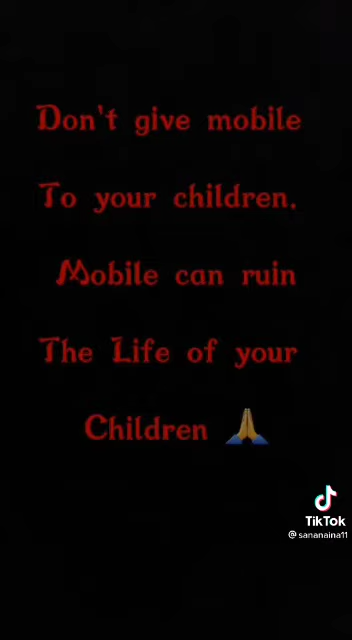 Don't give mobile
To your children.
Mobile can ruin
The Life of your
Children 🙏
TikTok
@sananaina11